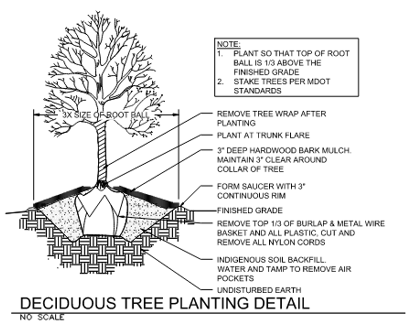 NOTE:
1. PLANT SO THAT TOP OF ROOT
BALL IS 1/3 ABOVE THE
FINISHED GRADE
2. STAKE TREES PER MDOT
STANDARDS
3X SIZE OF ROOT BALL
REMOVE TREE WRAP AFTER
PLANTING
PLANT AT TRUNK FLARE
3" DEEP HARDWOOD BARK MULCH.
MAINTAIN 3" CLEAR AROUND
COLLAR OF TREE
FORM SAUCER WITH 3"
CONTINUOUS RIM
FINISHED GRADE
REMOVE TOP 1/3 OF BURLAP & METAL WIRE
BASKET AND ALL PLASTIC, CUT AND
REMOVE ALL NYLON CORDS
INDIGENOUS SOIL BACKFILL.
WATER AND TAMP TO REMOVE AIR
POCKETS
UNDISTURBED EARTH
DECIDUOUS TREE PLANTING DETAIL
NO SCALE